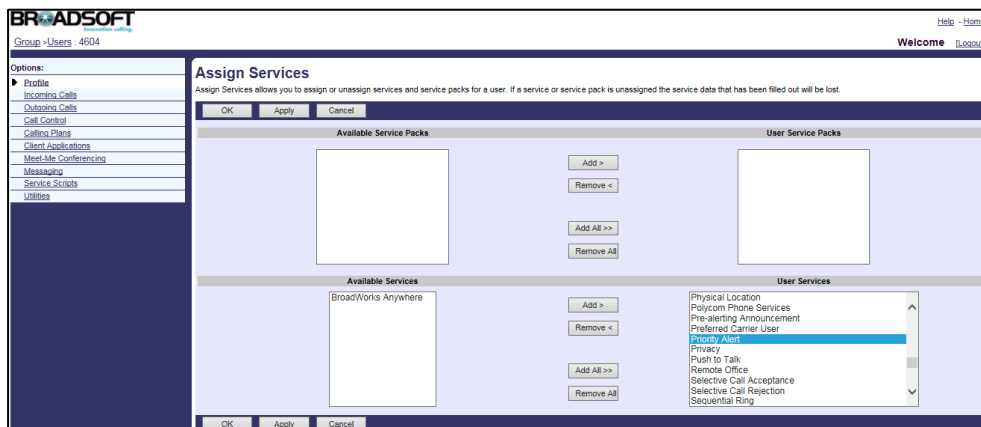 BROADSOFT
Innovation calling.
Help - Home
Group >Users : 4604
Welcome [Logout
Options:
Profile
Incoming Calls
Outgoing Calls
Call Control
Calling Plans
Client Applications
Meet-Me Conferencing
Messaging
Service Scripts
Utilities
Assign Services
Assign Services allows you to assign or unassign services and service packs for a user. If a service or service pack is unassigned the service data that has been filled out will be lost.
OK Apply Cancel
Available Service Packs User Service Packs
Add >
Remove <
Add All >>
Remove All
Available Services User Services
BroadWorks Anywhere
Add >
Remove <
Add All >>
Remove All
Physical Location
Polycom Phone Services
Pre-alerting Announcement
Preferred Carrier User
Priority Alert
Privacy
Push to Talk
Remote Office
Selective Call Acceptance
Selective Call Rejection
Sequential Ring
OK Apply Cancel